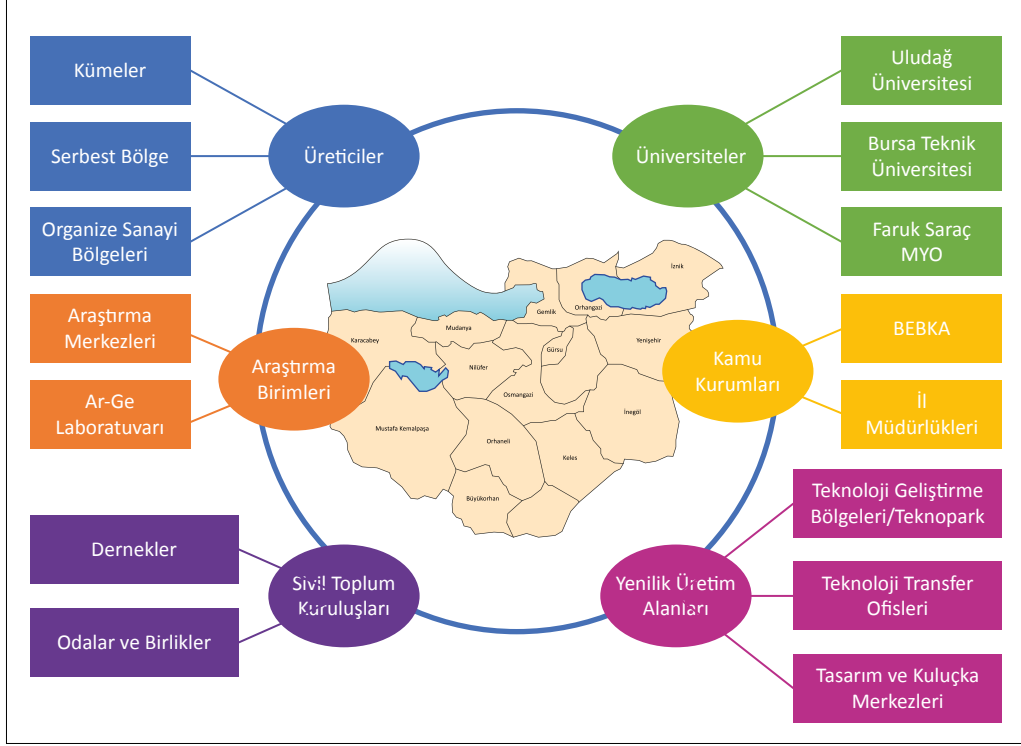 Kümeler
Serbest Bölge
Organize Sanayi
Bölgeleri
Üreticiler
Üniversiteler
Uludağ
Üniversitesi
Bursa Teknik
Üniversitesi
Faruk Saraç
MYO
Araştırma
Merkezleri
Ar-Ge
Laboratuvarı
Araştırma
Birimleri
Karacabey
Mudanya
Gemlik
Orhangazi
İznik
Nilüfer
Gürsu
Yenişehir
Osmangazi
Mustafa Kemalpaşa
Orhaneli
İnegöl
Keles
Büyükorhan
Kamu
Kurumları
BEBKA
İl
Müdürlükleri
Dernekler
Odalar ve Birlikler
Sivil Toplum
Kuruluşları
Yenilik Üretim
Alanları
Teknoloji Geliştirme
Bölgeleri/Teknopark
Teknoloji Transfer
Ofisleri
Tasarım ve Kuluçka
Merkezleri